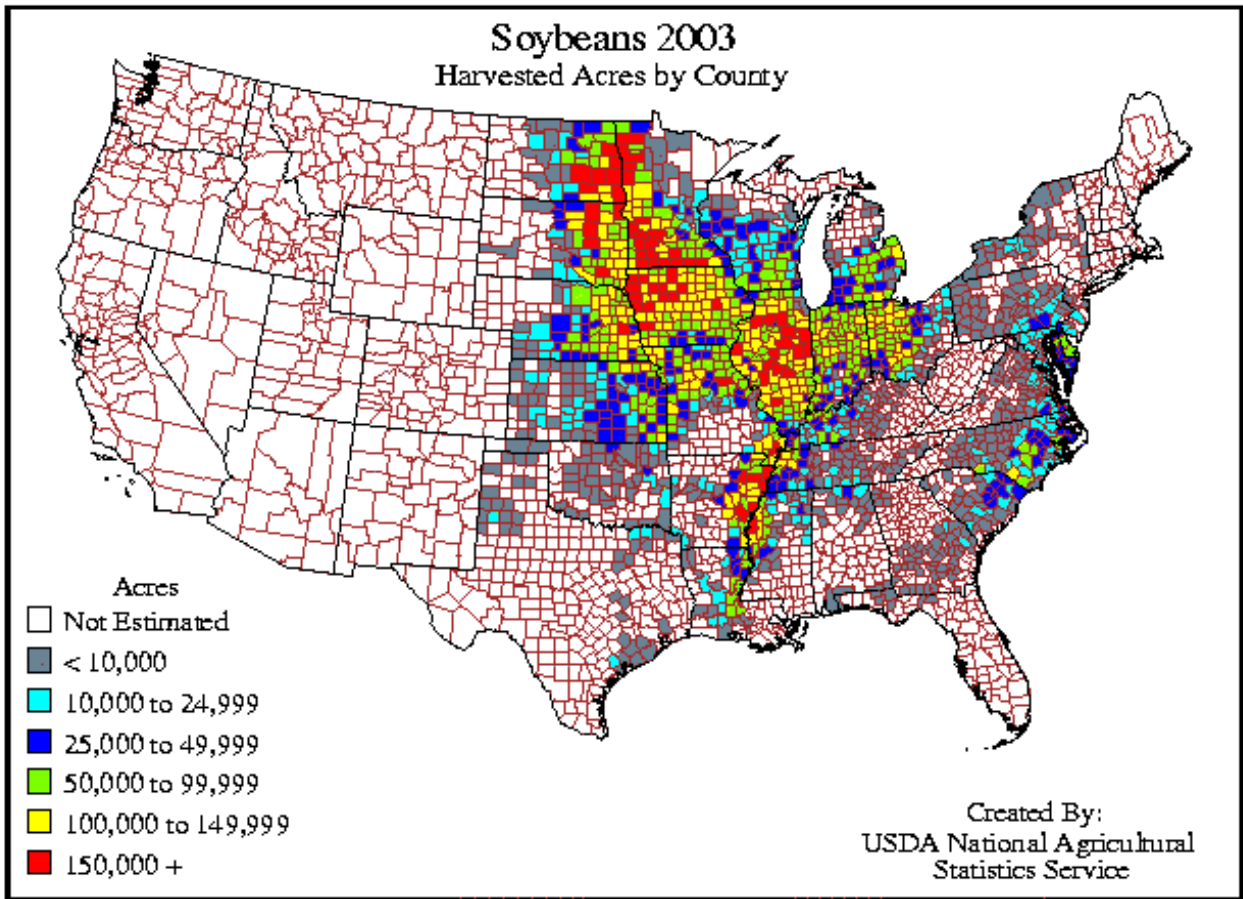 Soybeans 2003
Harvested Acres by County
Acres
Not Estimated
< 10,000
10,000 to 24,999
25,000 to 49,999
50,000 to 99,999
100,000 to 149,999
150,000 +
Created By:
USDA National Agricultural
Statistics Service